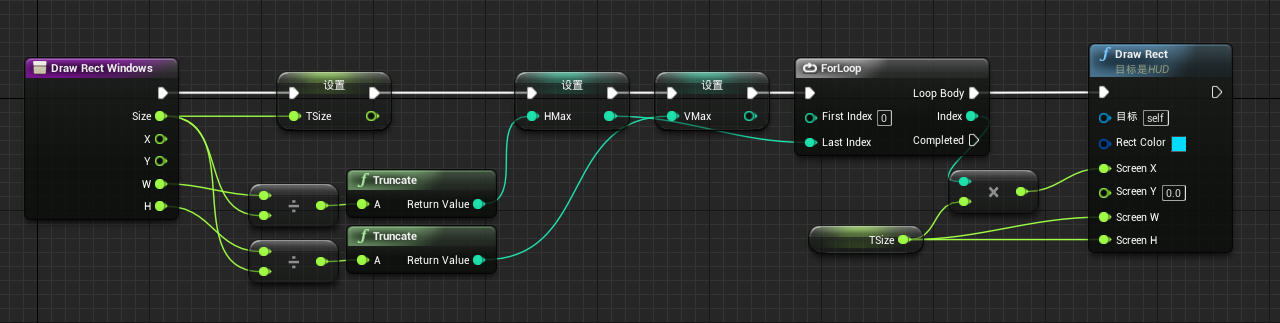 Draw Rect Windows
Size
X
Y
W
H
设置
TSize
÷
÷
Truncate
A
Return Value
Truncate
A
Return Value
设置
HMax
设置
VMax
ForLoop
Loop Body
First Index 0
Index
Last Index
Completed
×
TSize
f Draw Rect
目标是HUD
目标 self
Rect Color
Screen X
Screen Y 0.0
Screen W
Screen H